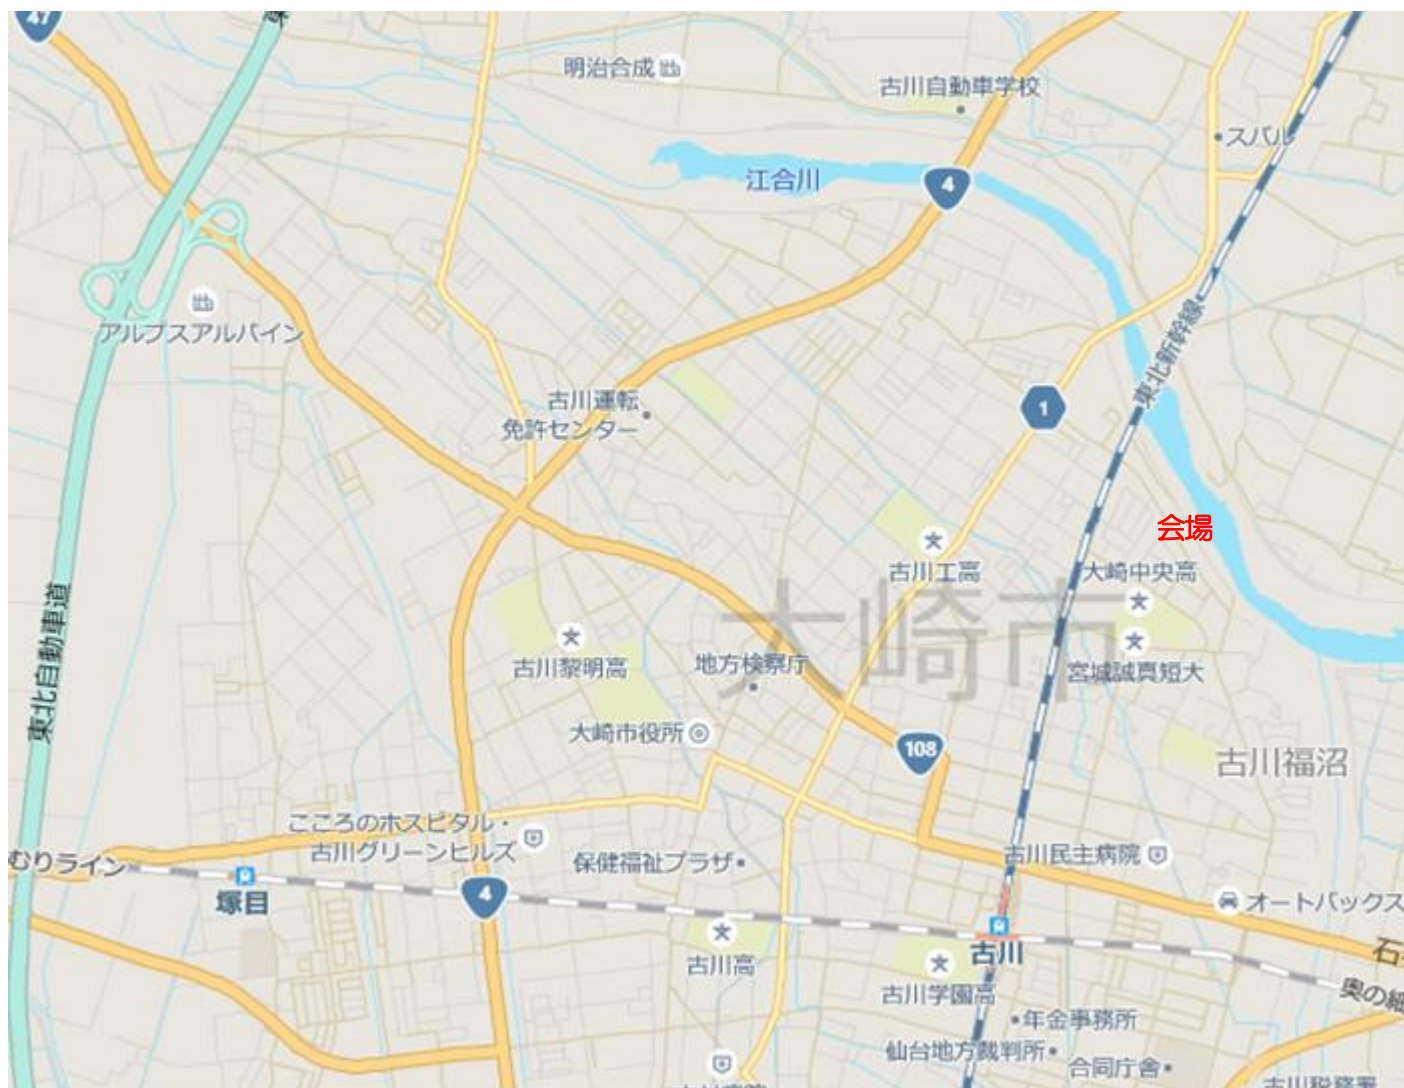 47
明治合成
古川自動車学校
スバル
江合川
4
アルプスアルパイン
東北新幹線
古川運転
免許センター
1
会場
古川工高
大崎中央高
大崎市
東北自動車道
古川黎明高
地方検察庁
宮城誠真短大
大崎市役所
108
古川福沼
こころのホスピタル・
古川グリーンヒルズ
保健福祉プラザ
古川民主病院
むりライン
塚目
4
オートバックス
古川高
古川
石
古川学園高
奥の細
年金事務所
仙台地方裁判所
合同庁舎